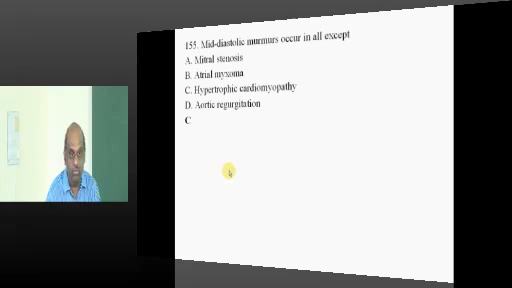 155. Mid-diastolic murmurs occur in all except
A. Mitral stenosis
B. Atrial myxoma
C. Hypertrophic cardiomyopathy
D. Aortic regurgitation
C